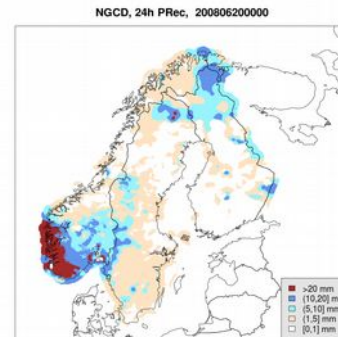 NGCD, 24h PRec, 200806200000
>20 mm
(10,20] m
(5,10] mm
(1,5] mm
[0,1] mm